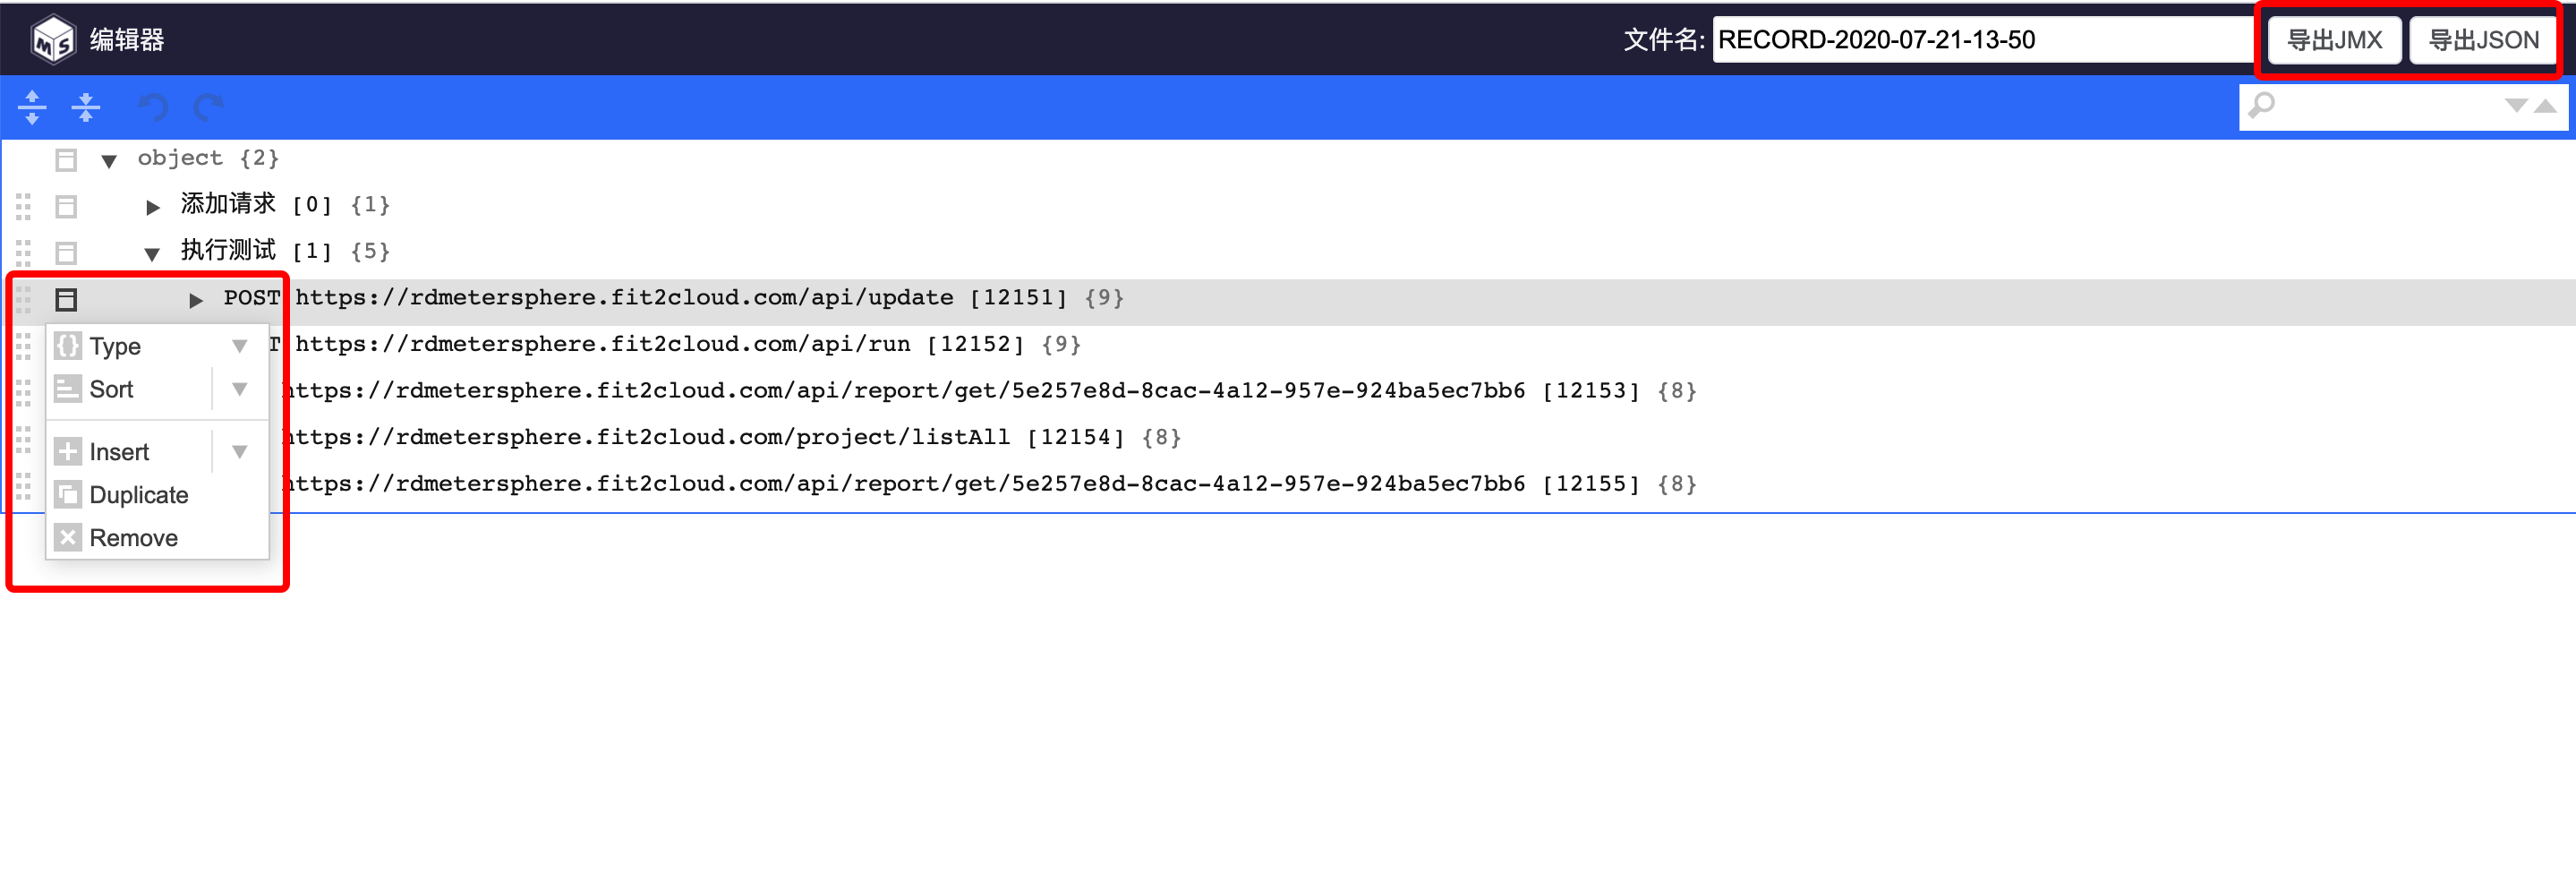 MS 编辑器 文件名: RECORD-2020-07-21-13-50 导出JMX 导出JSON
object {2}
添加请求 [0] {1}
执行测试 [1] {5}
POST https://rdmetersphere.fit2cloud.com/api/update [12151] {9}
Type T https://rdmetersphere.fit2cloud.com/api/run [12152] {9}
Sort https://rdmetersphere.fit2cloud.com/api/report/get/5e257e8d-8cac-4a12-957e-924ba5ec7bb6 [12153] {8}
Insert https://rdmetersphere.fit2cloud.com/project/listAll [12154] {8}
Duplicate https://rdmetersphere.fit2cloud.com/api/report/get/5e257e8d-8cac-4a12-957e-924ba5ec7bb6 [12155] {8}
Remove